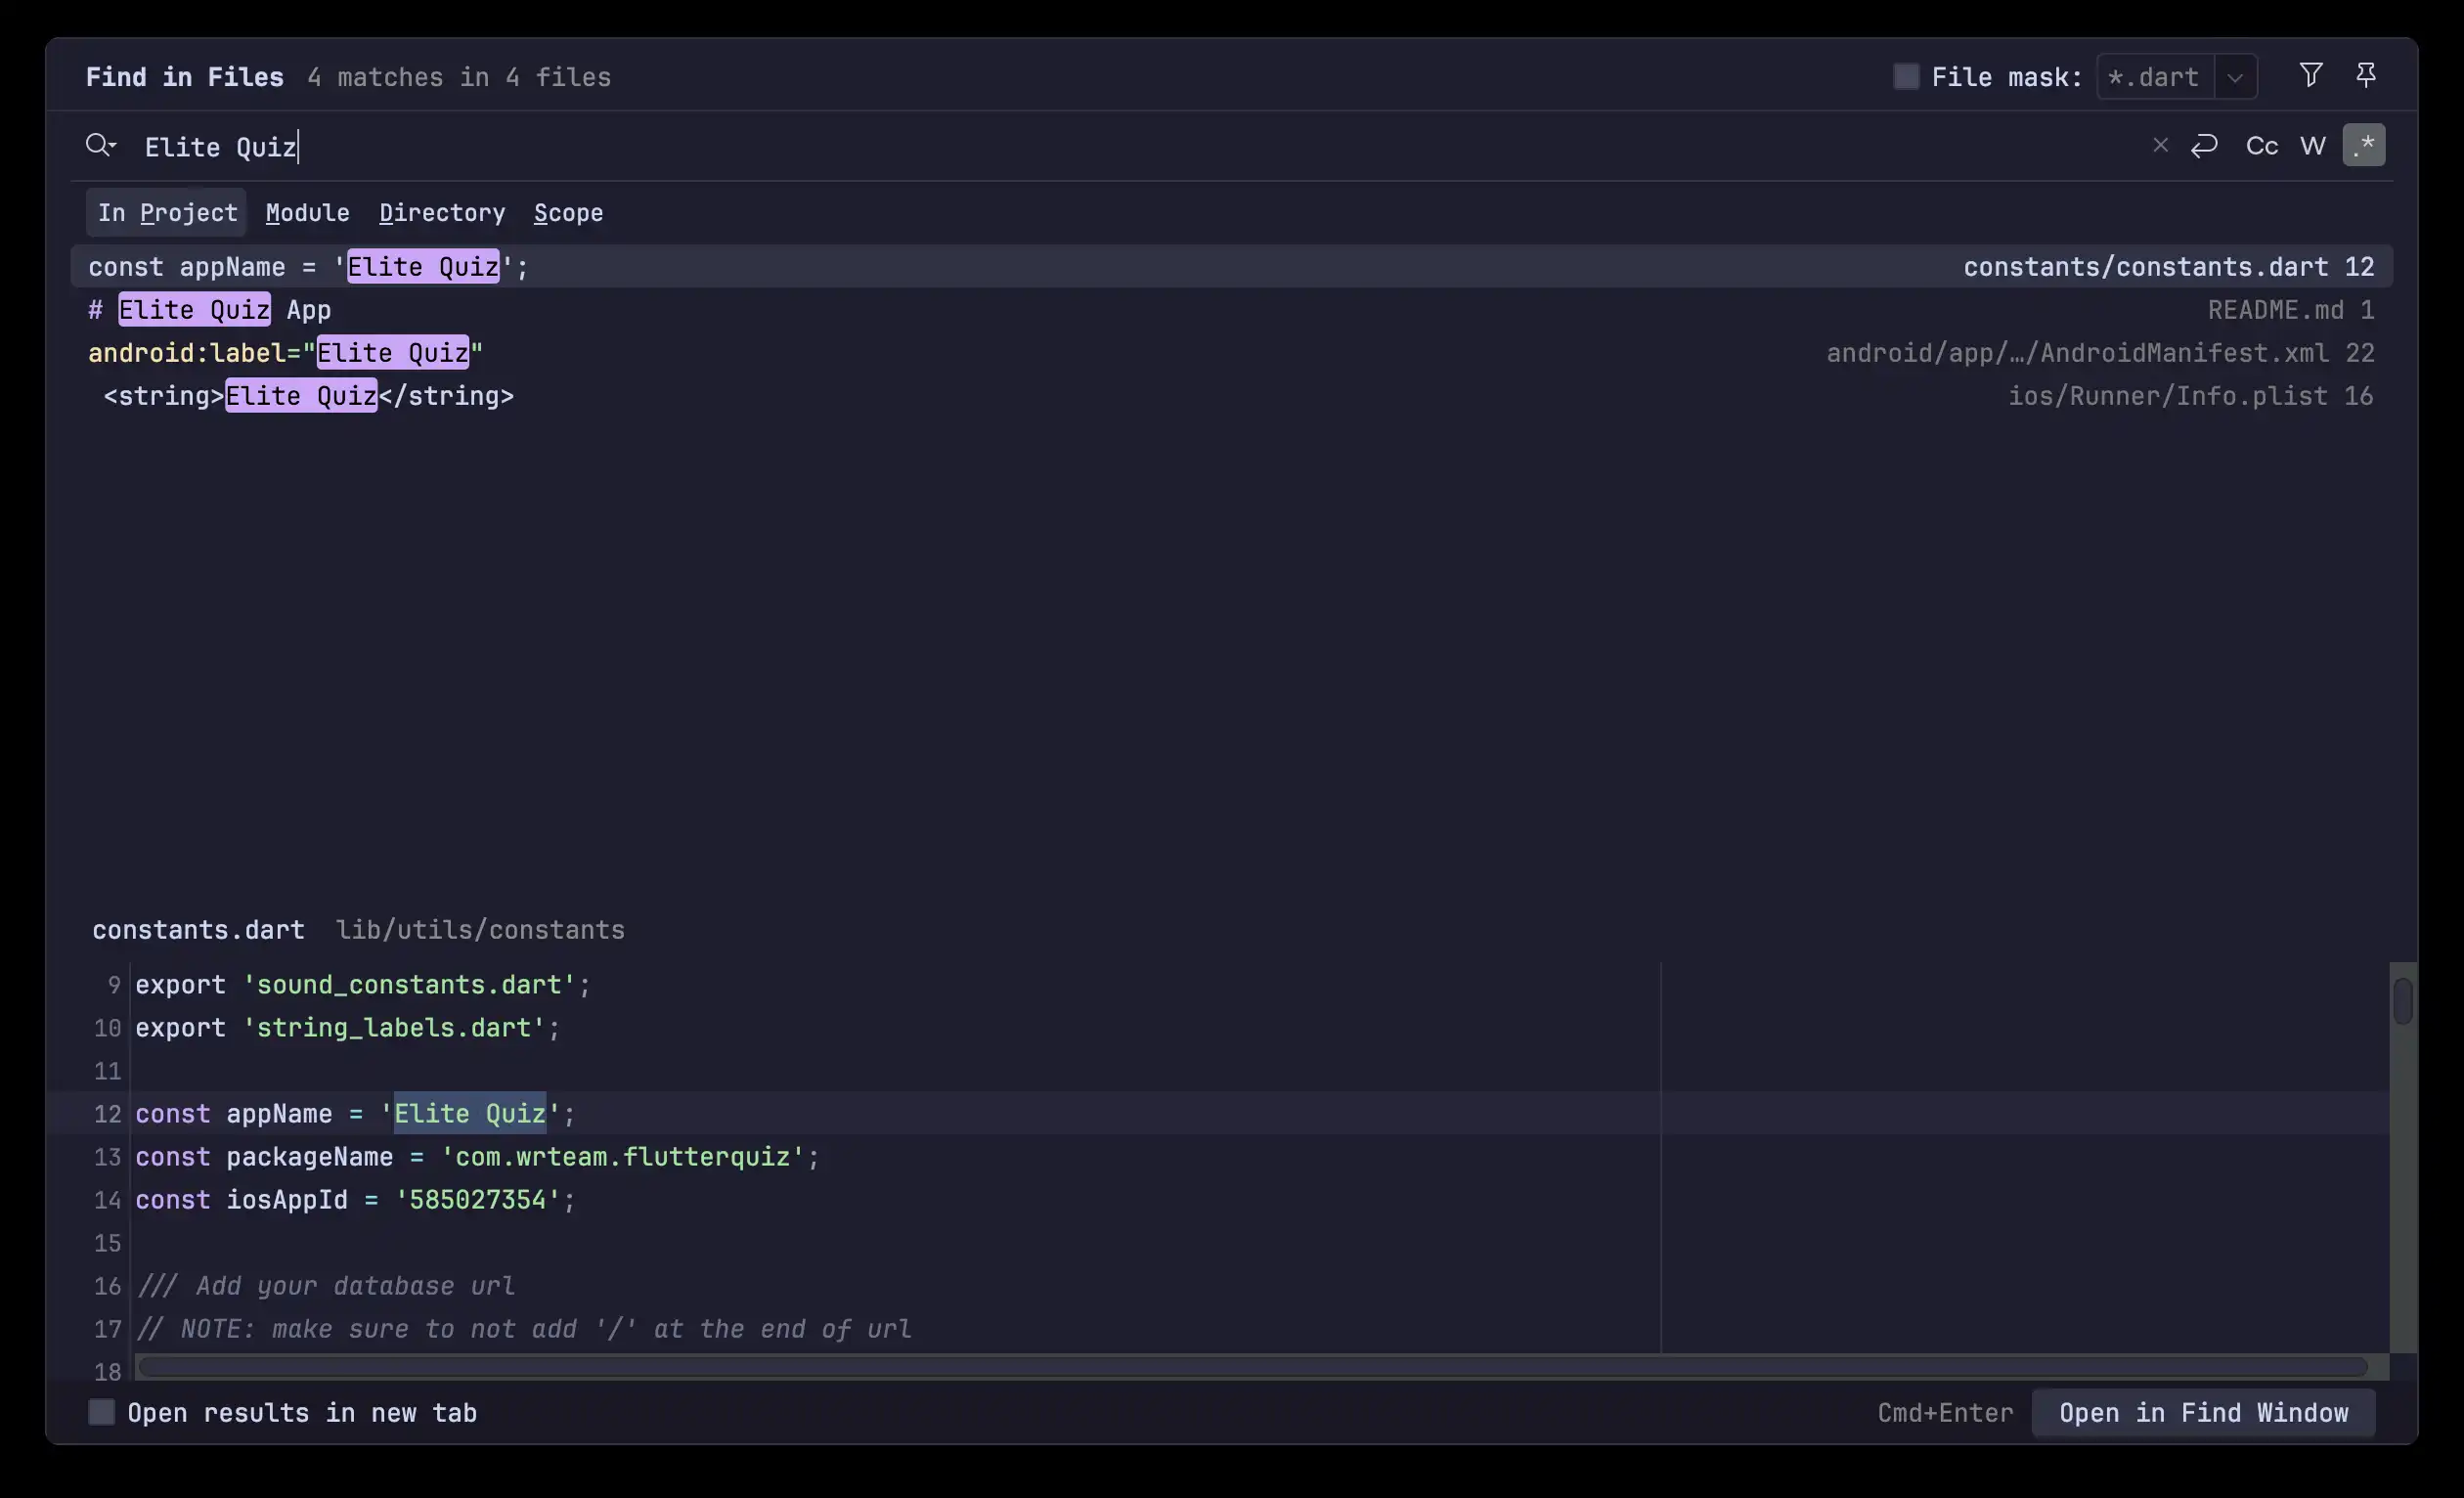 Find in Files 4 matches in 4 files File mask: *.dart
Elite Quiz Cc W .*
In Project Module Directory Scope
const appName = 'Elite Quiz'; constants/constants.dart 12
# Elite Quiz App README.md 1
android:label="Elite Quiz" android/app/…/AndroidManifest.xml 22
<string>Elite Quiz</string> ios/Runner/Info.plist 16
constants.dart lib/utils/constants
9 export 'sound_constants.dart';
10 export 'string_labels.dart';
11
12 const appName = 'Elite Quiz';
13 const packageName = 'com.wrteam.flutterquiz';
14 const iosAppId = '585027354';
15
16 /// Add your database url
17 // NOTE: make sure to not add '/' at the end of url
18
Open results in new tab Cmd+Enter Open in Find Window